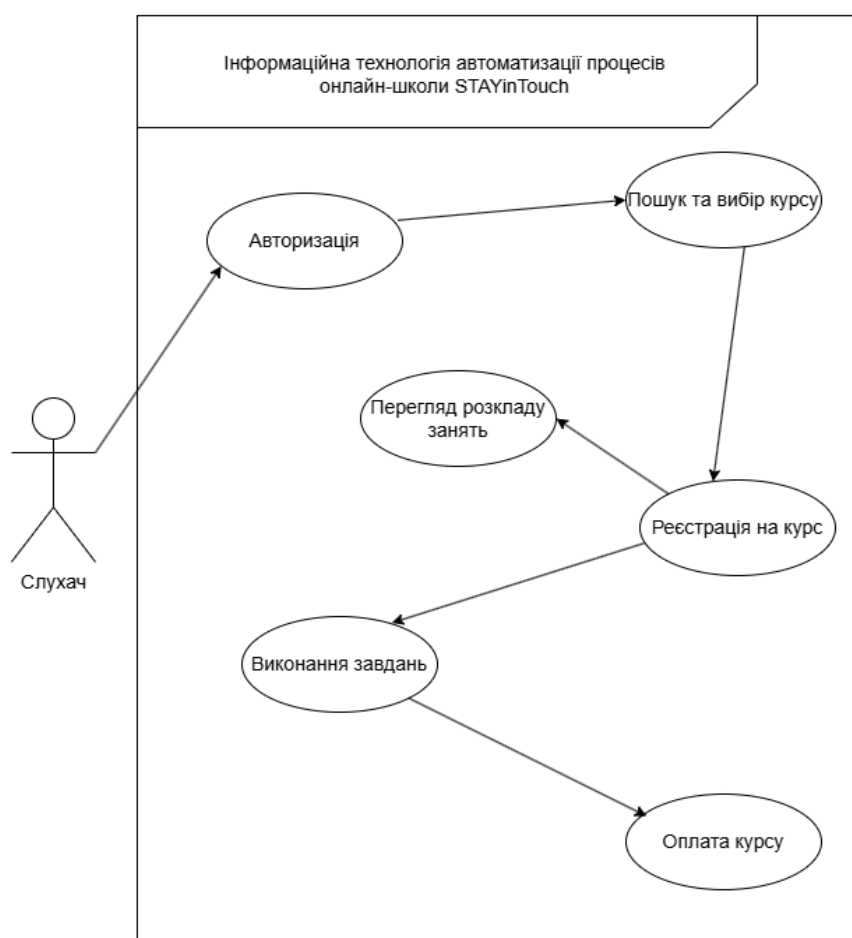 Інформаційна технологія автоматизації процесів
онлайн-школи STAYinTouch
Пошук та вибір курсу
Авторизація
Перегляд розкладу
занять
Реєстрація на курс
Слухач
Виконання завдань
Оплата курсу